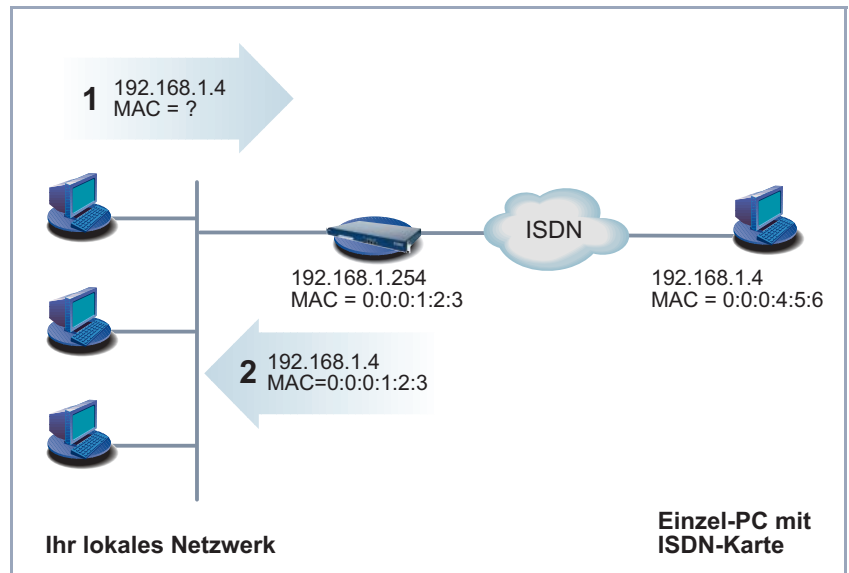 1 192.168.1.4
MAC = ?
ISDN
192.168.1.254
MAC = 0:0:0:1:2:3
192.168.1.4
MAC = 0:0:0:4:5:6
2 192.168.1.4
MAC=0:0:0:1:2:3
Ihr lokales Netzwerk
Einzel-PC mit
ISDN-Karte